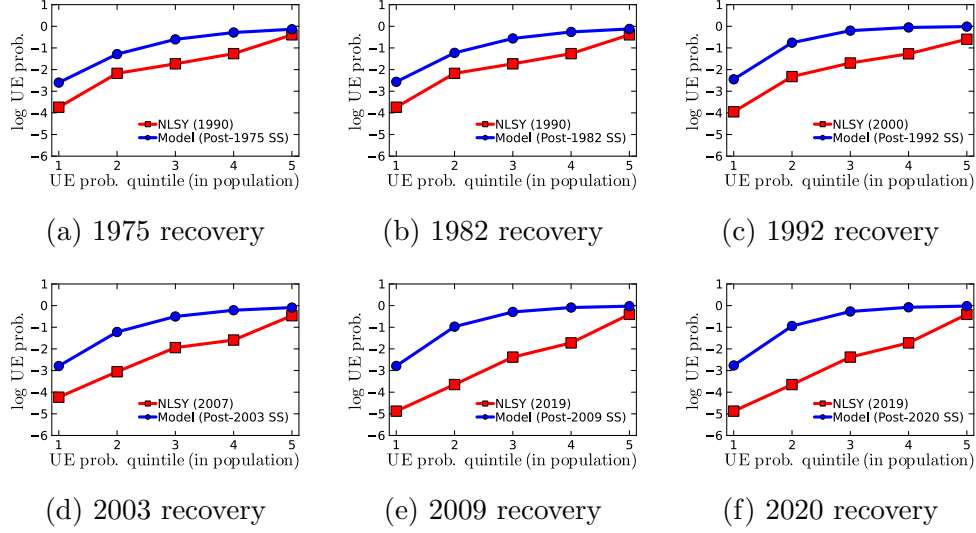 1
0
−1
−2
−3
−4
−5
−6
log UE prob.
NLSY (1990)
Model (Post-1975 SS)
1 2 3 4 5
UE prob. quintile (in population)
(a) 1975 recovery
1
0
−1
−2
−3
−4
−5
−6
log UE prob.
NLSY (1990)
Model (Post-1982 SS)
1 2 3 4 5
UE prob. quintile (in population)
(b) 1982 recovery
1
0
−1
−2
−3
−4
−5
−6
log UE prob.
NLSY (2000)
Model (Post-1992 SS)
1 2 3 4 5
UE prob. quintile (in population)
(c) 1992 recovery
1
0
−1
−2
−3
−4
−5
−6
log UE prob.
NLSY (2007)
Model (Post-2003 SS)
1 2 3 4 5
UE prob. quintile (in population)
(d) 2003 recovery
1
0
−1
−2
−3
−4
−5
−6
log UE prob.
NLSY (2019)
Model (Post-2009 SS)
1 2 3 4 5
UE prob. quintile (in population)
(e) 2009 recovery
1
0
−1
−2
−3
−4
−5
−6
log UE prob.
NLSY (2019)
Model (Post-2020 SS)
1 2 3 4 5
UE prob. quintile (in population)
(f) 2020 recovery